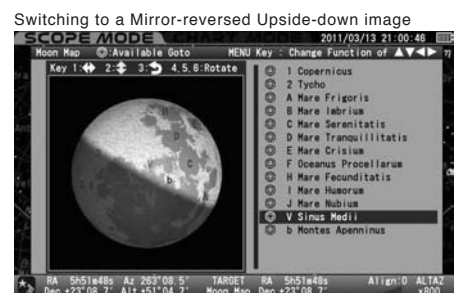 Switching to a Mirror-reversed Upside-down image
SCOPE MODE CHART MODE 2011/03/13 21:00:46
Moon Map ◎:Available Goto MENU Key : Change Function of ▲▼◀▶
Key 1: 2: 3: 4.5.6:Rotate
◎ 1 Copernicus
◎ 2 Tycho
◎ A Mare Frigoris
◎ B Mare Imbrium
◎ C Mare Serenitatis
◎ D Mare Tranquillitatis
◎ E Mare Crisium
◎ F Oceanus Procellarum
◎ H Mare Fecunditatis
◎ I Mare Humorum
◎ J Mare Nubium
◎ V Sinus Medii
◎ b Montes Apenninus
D
C
b
RA 5h51m48s Az 263°08.5' TARGET RA 5h51m48s Align:0 ALTAZ
Dec +23°08.7' Alt +51°04.7' Moon Map Dec +23°08.7' x800